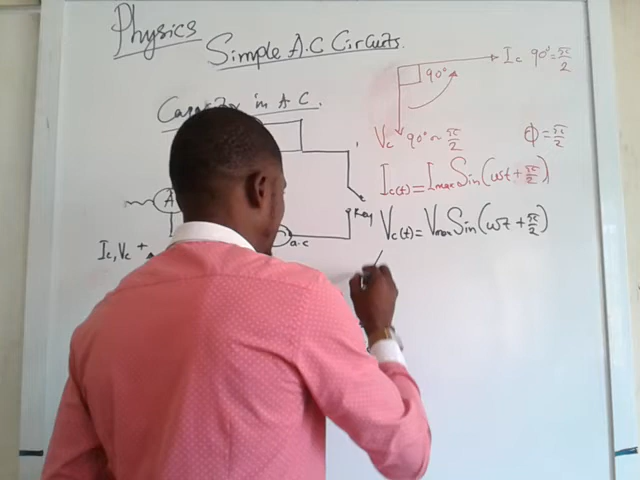 Physics
Simple A.C Circuits.
Capacitor in A C.
90°
Ic 90° = π/2
Vc 90° ~ π/2
Φ = π/2
Ic(t) = Imax Sin(ωt + π/2)
Vc(t) = Vmax Sin(ωt + π/2)
A
Key
a.c
Ic, Vc +